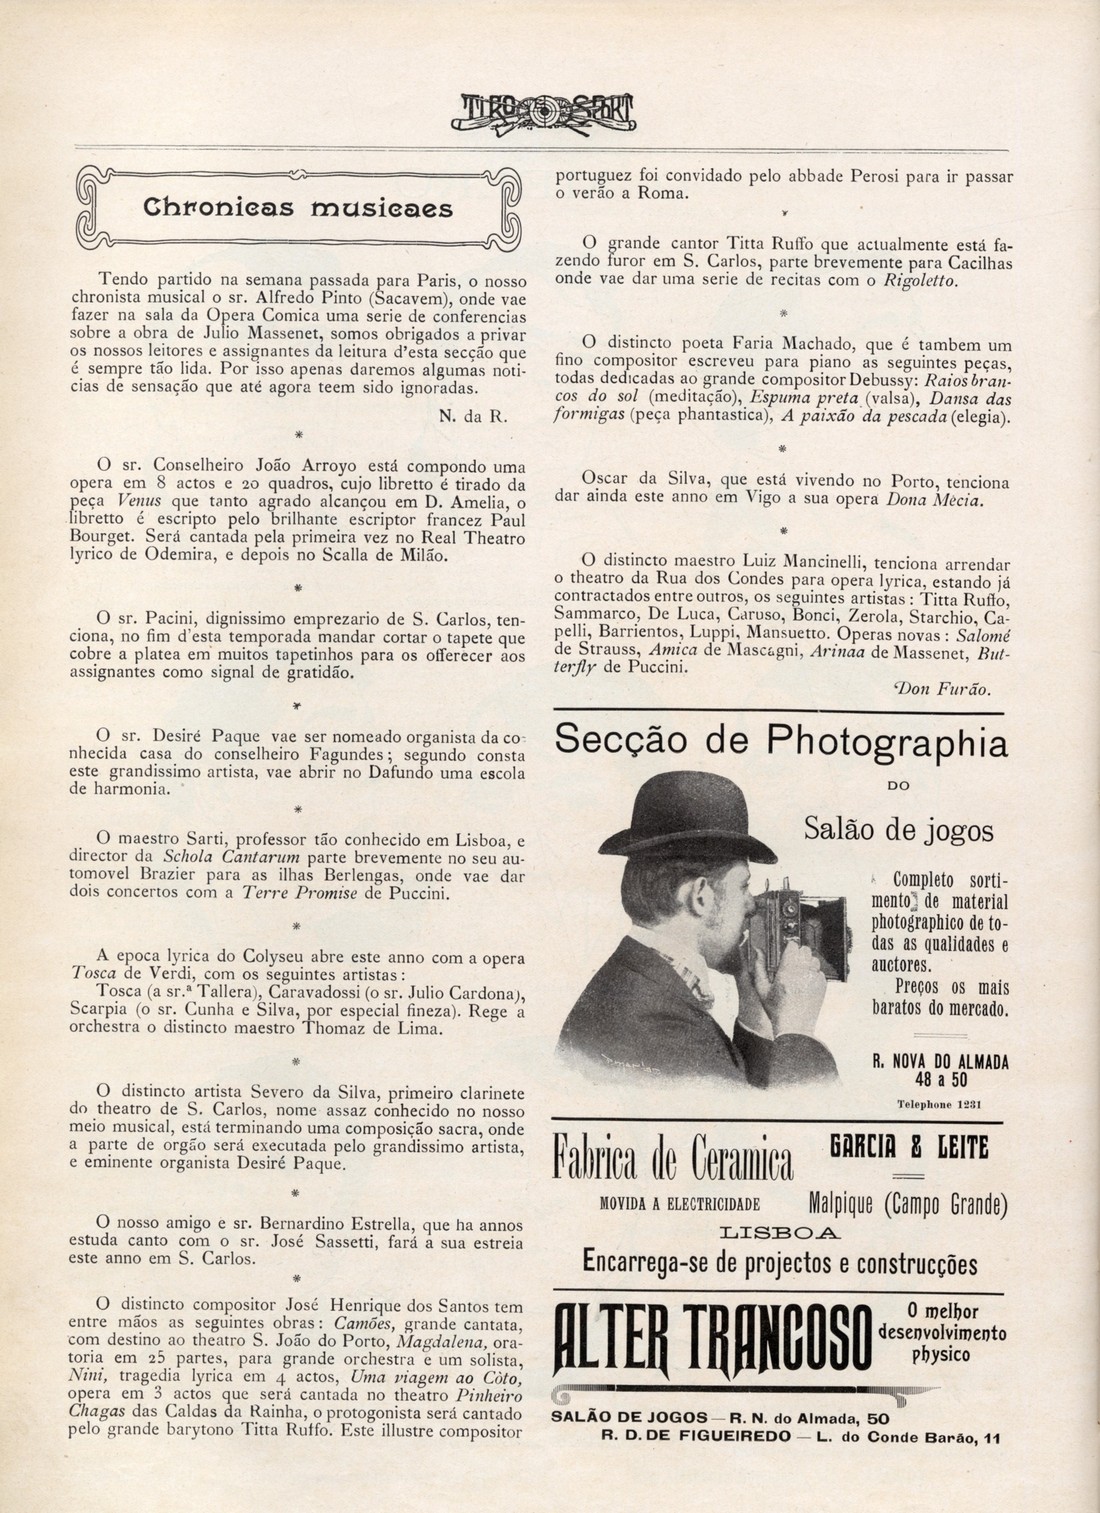 TIRO SPORT
Chronicas musicaes
Tendo partido na semana passada para Paris, o nosso
chronista musical o sr. Alfredo Pinto (Sacavem), onde vae
fazer na sala da Opera Comica uma serie de conferencias
sobre a obra de Julio Massenet, somos obrigados a privar
os nossos leitores e assignantes da leitura d'esta secção que
é sempre tão lida. Por isso apenas daremos algumas noti-
cias de sensação que até agora teem sido ignoradas.
N. da R.
*
O sr. Conselheiro João Arroyo está compondo uma
opera em 8 actos e 20 quadros, cujo libretto é tirado da
peça Venus que tanto agrado alcançou em D. Amelia, o
libretto é escripto pelo brilhante escriptor francez Paul
Bourget. Será cantada pela primeira vez no Real Theatro
lyrico de Odemira, e depois no Scalla de Milão.
*
O sr. Pacini, dignissimo emprezario de S. Carlos, ten-
ciona, no fim d'esta temporada mandar cortar o tapete que
cobre a platea em muitos tapetinhos para os offerecer aos
assignantes como signal de gratidão.
*
O sr. Desiré Paque vae ser nomeado organista da co-
nhecida casa do conselheiro Fagundes; segundo consta
este grandissimo artista, vae abrir no Dafundo uma escola
de harmonia.
*
O maestro Sarti, professor tão conhecido em Lisboa, e
director da Schola Cantarum parte brevemente no seu au-
tomovel Brazier para as ilhas Berlengas, onde vae dar
dois concertos com a Terre Promise de Puccini.
*
A epoca lyrica do Colyseu abre este anno com a opera
Tosca de Verdi, com os seguintes artistas:
Tosca (a sr.ª Tallera), Caravadossi (o sr. Julio Cardona),
Scarpia (o sr. Cunha e Silva, por especial fineza). Rege a
orchestra o distincto maestro Thomaz de Lima.
*
O distincto artista Severo da Silva, primeiro clarinete
do theatro de S. Carlos, nome assaz conhecido no nosso
meio musical, está terminando uma composição sacra, onde
a parte de orgão será executada pelo grandissimo artista,
e eminente organista Desiré Paque.
*
O nosso amigo e sr. Bernardino Estrella, que ha annos
estuda canto com o sr. José Sassetti, fará a sua estreia
este anno em S. Carlos.
*
O distincto compositor José Henrique dos Santos tem
entre mãos as seguintes obras: Camões, grande cantata,
com destino ao theatro S. João do Porto, Magdalena, ora-
toria em 25 partes, para grande orchestra e um solista,
Nini, tragedia lyrica em 4 actos, Uma viagem ao Côto,
opera em 3 actos que será cantada no theatro Pinheiro
Chagas das Caldas da Rainha, o protogonista será cantado
pelo grande barytono Titta Ruffo. Este illustre compositor
portuguez foi convidado pelo abbade Perosi para ir passar
o verão a Roma.
*
O grande cantor Titta Ruffo que actualmente está fa-
zendo furor em S. Carlos, parte brevemente para Cacilhas
onde vae dar uma serie de recitas com o Rigoletto.
*
O distincto poeta Faria Machado, que é tambem um
fino compositor escreveu para piano as seguintes peças,
todas dedicadas ao grande compositor Debussy: Raios bran-
cos do sol (meditação), Espuma preta (valsa), Dansa das
formigas (peça phantastica), A paixão da pescada (elegia).
*
Oscar da Silva, que está vivendo no Porto, tenciona
dar ainda este anno em Vigo a sua opera Dona Mécia.
*
O distincto maestro Luiz Mancinelli, tenciona arrendar
o theatro da Rua dos Condes para opera lyrica, estando já
contractados entre outros, os seguintes artistas: Titta Ruffo,
Sammarco, De Luca, Caruso, Bonci, Zerola, Starchio, Ca-
pelli, Barrientos, Luppi, Mansuetto. Operas novas: Salomé
de Strauss, Amica de Mascagni, Arinaa de Massenet, But-
terfly de Puccini.
Don Furão.
Secção de Photographia
DO
Salão de jogos
Completo sorti-
mento de material
photographico de to-
das as qualidades e
auctores.
Preços os mais
baratos do mercado.
R. NOVA DO ALMADA
48 a 50
Telephone 1231
Fabrica de Ceramica
MOVIDA A ELECTRICIDADE
GARCIA & LEITE
Malpique (Campo Grande)
LISBOA
Encarrega-se de projectos e construcções
ALTER TRANCOSO
O melhor
desenvolvimento
physico
SALÃO DE JOGOS — R. N. do Almada, 50
R. D. DE FIGUEIREDO — L. do Conde Barão, 11